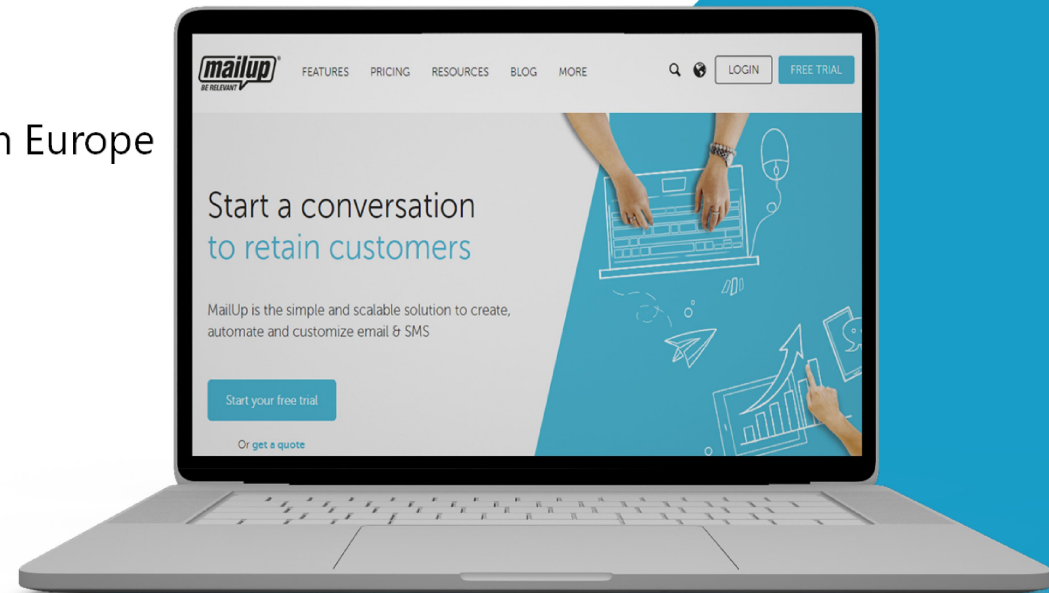 n Europe
mailup®
BE RELEVANT
FEATURES PRICING RESOURCES BLOG MORE LOGIN FREE TRIAL
Start a conversation
to retain customers
MailUp is the simple and scalable solution to create,
automate and customize email & SMS
Start your free trial
Or get a quote